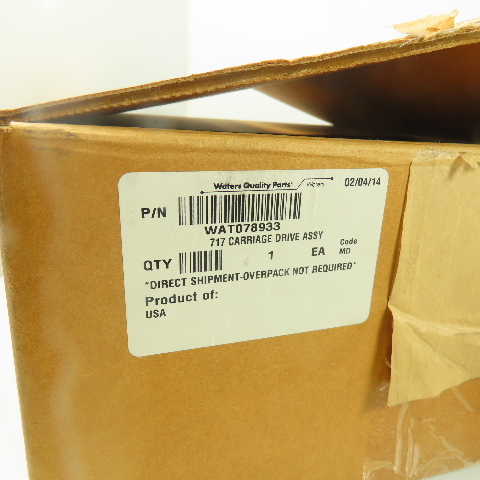 Waters Quality Parts® Waters 02/04/14
P/N
WAT078933
717 CARRIAGE DRIVE ASSY
QTY 1 EA Code
MO
"DIRECT SHIPMENT-OVERPACK NOT REQUIRED"
Product of:
USA